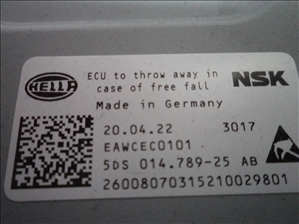 HELLA ECU to throw away in NSK
case of free fall
Made in Germany
20.04.22 3017
EAWCEC0101
5DS 014.789-25 AB
26008070315210029801